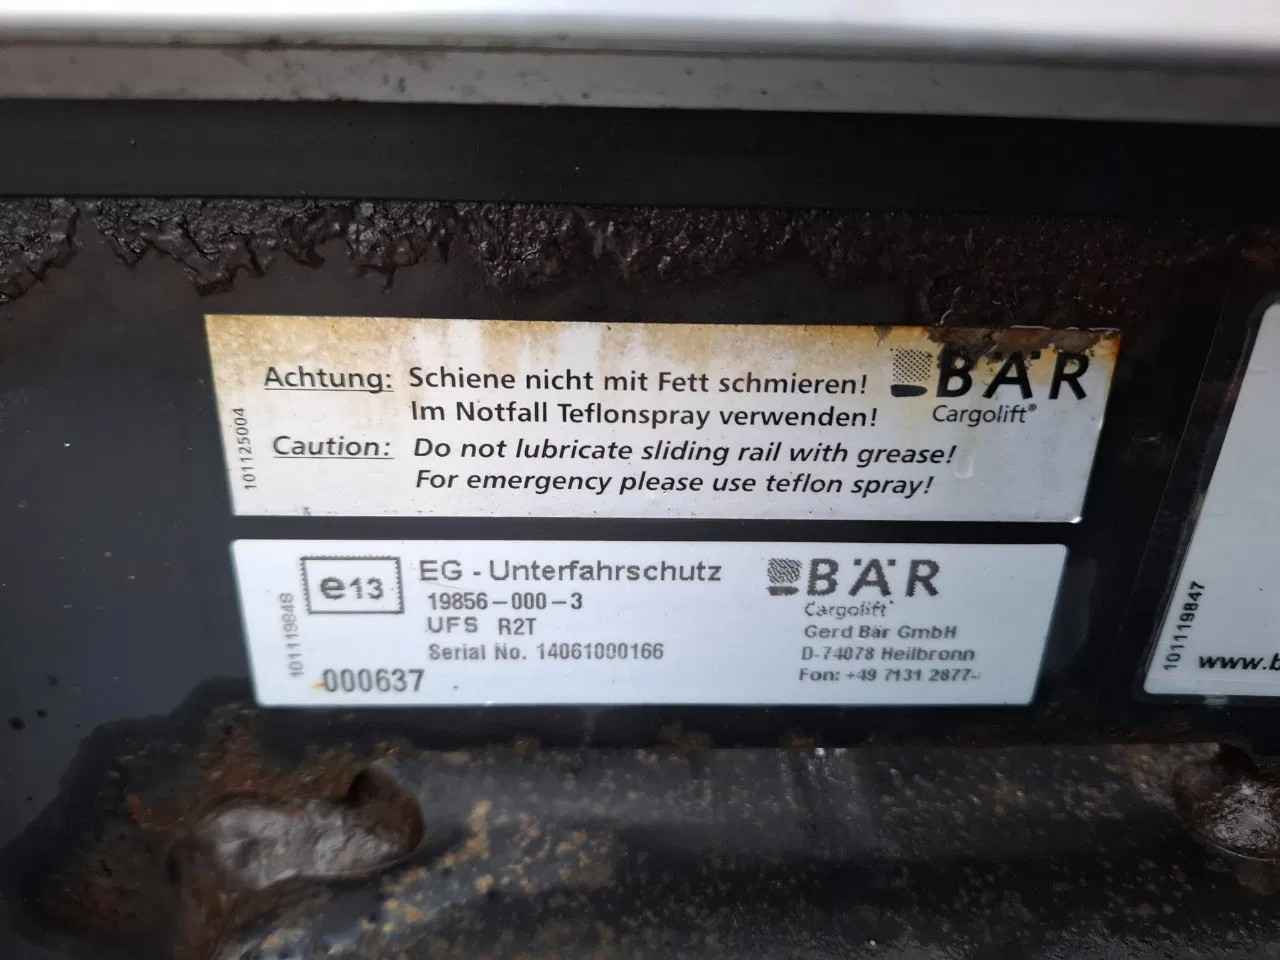 Achtung: Schiene nicht mit Fett schmieren!
Im Notfall Teflonspray verwenden!
Caution: Do not lubricate sliding rail with grease!
For emergency please use teflon spray!
BÄR
Cargolift®
101125004
e13
EG - Unterfahrschutz
19856-000-3
UFS R2T
Serial No. 14061000166
000637
101119848
BÄR
Cargolift
Gerd Bär GmbH
D-74078 Heilbronn
Fon: +49 7131 2877-
101119847
www.b